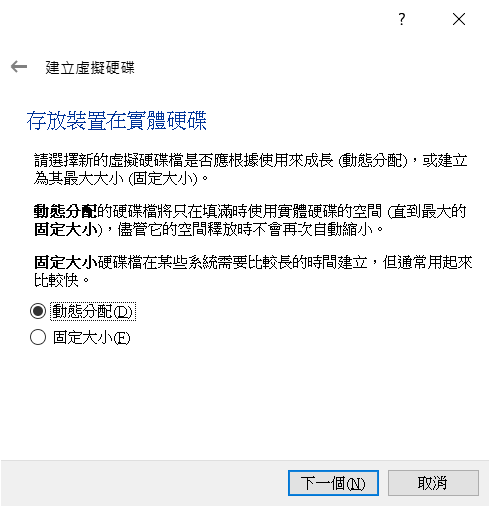 ?
建立虛擬硬碟
存放裝置在實體硬碟
請選擇新的虛擬硬碟檔是否應根據使用來成長 (動態分配)，或建立
為其最大大小 (固定大小)。
動態分配的硬碟檔將只在填滿時使用實體硬碟的空間 (直到最大的
固定大小)，儘管它的空間釋放時不會再次自動縮小。
固定大小硬碟檔在某些系統需要比較長的時間建立，但通常用起來
比較快。
動態分配(D)
固定大小(F)
下一個(N)
取消